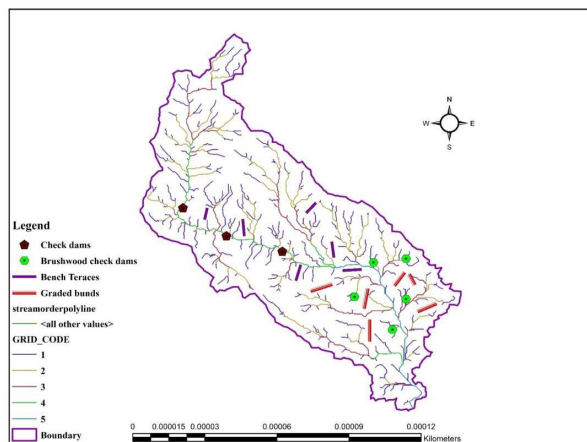 N
W E
S
Legend
Check dams
Brushwood check dams
Bench Teraces
Graded bunds
streamorderpolyline
<all other values>
GRID_CODE
1
2
3
4
5
Boundary
0 0.000015 0.00003 0.00006 0.00009 0.00012
Kilometers